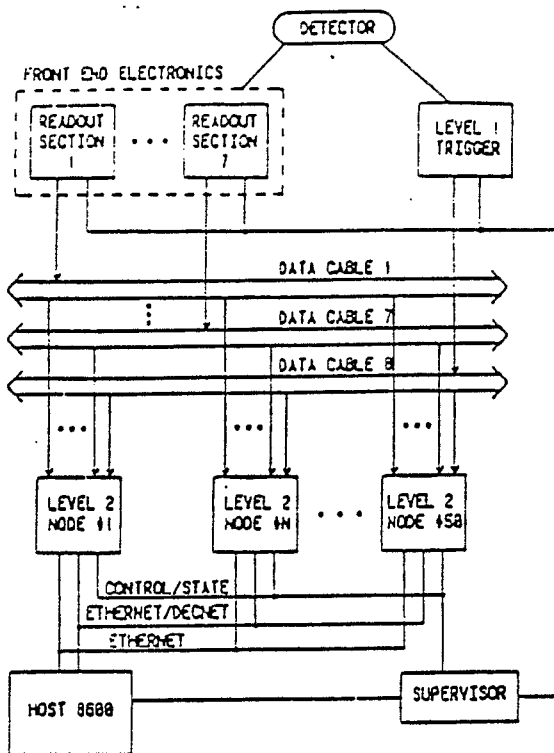 DETECTOR
FRONT END ELECTRONICS
READOUT
SECTION
1
READOUT
SECTION
7
LEVEL 1
TRIGGER
DATA CABLE 1
DATA CABLE 7
DATA CABLE 8
LEVEL 2
NODE #1
LEVEL 2
NODE #N
LEVEL 2
NODE #50
CONTROL/STATE
ETHERNET/DECNET
ETHERNET
HOST 8600
SUPERVISOR